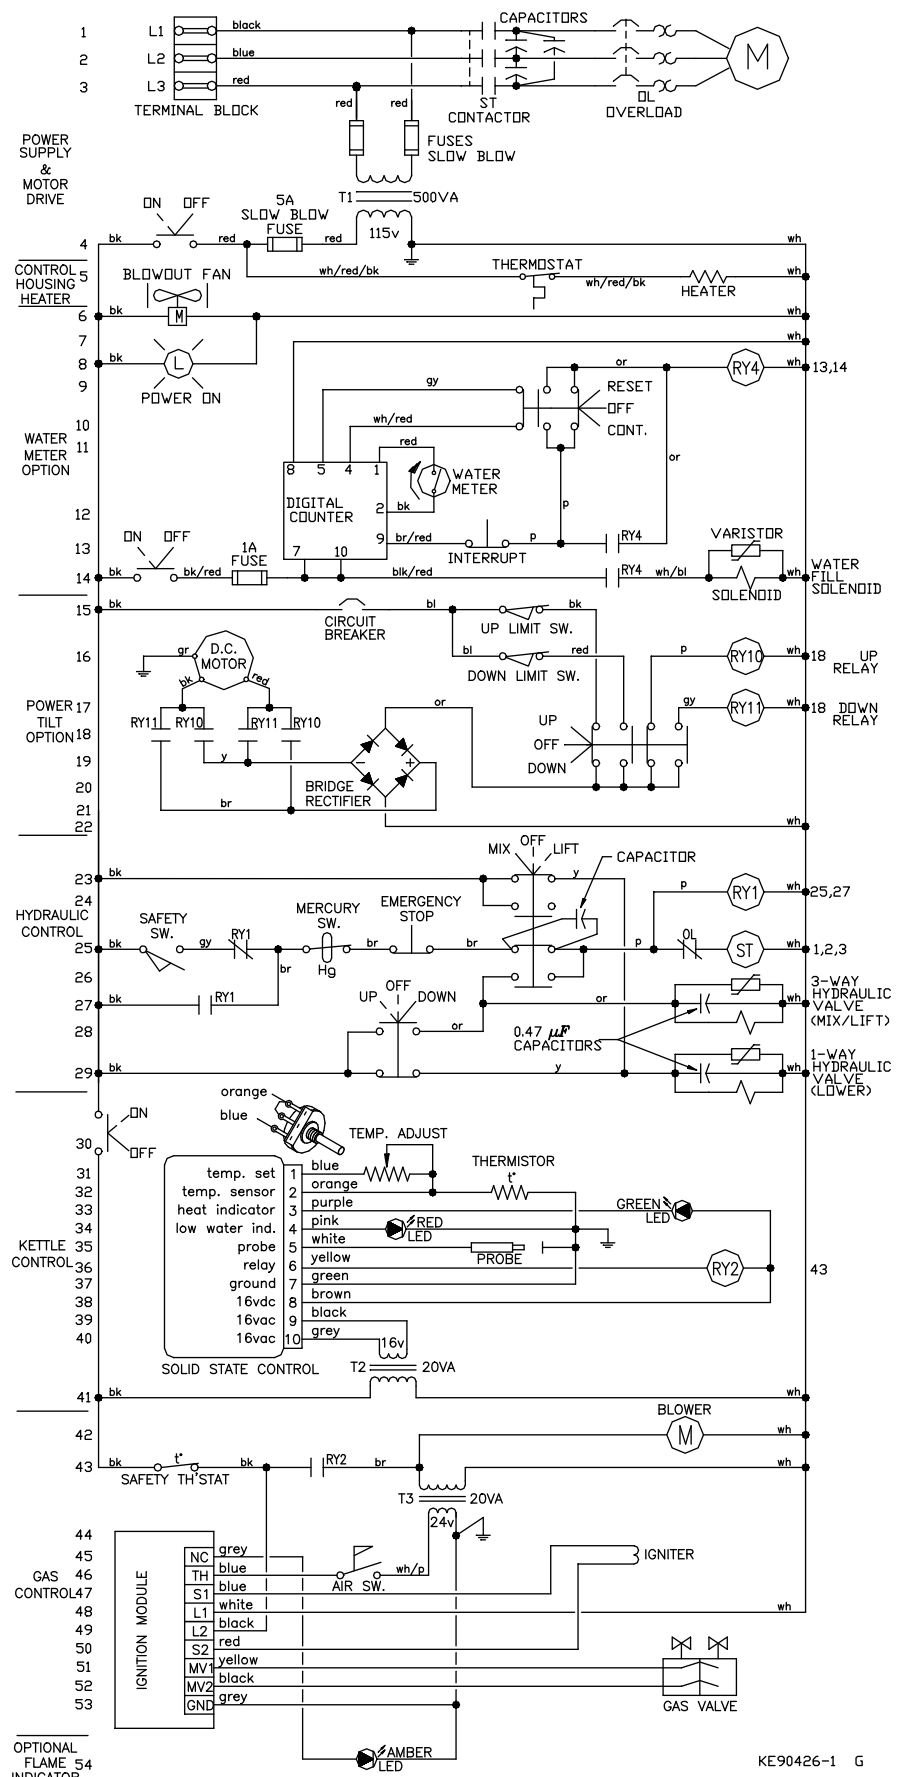 1 L1 black CAPACITORS
2 L2 blue M
3 L3 red
TERMINAL BLOCK red red ST CONTACTOR OL OVERLOAD
POWER SUPPLY & MOTOR DRIVE
FUSES SLOW BLOW
T1 500VA
ON OFF 5A SLOW BLOW FUSE 115v
4 bk red red wh
CONTROL HOUSING HEATER
5 BLOWOUT FAN wh/red/bk THERMOSTAT wh/red/bk HEATER wh
6 bk M wh
7 wh
8 bk L or RY4 wh 13,14
POWER ON
9 gy RESET
OFF
10 wh/red CONT.
WATER METER OPTION
11 red or
8 5 4 1 WATER METER
DIGITAL COUNTER 2 bk p
12
ON OFF 1A FUSE 9 br/red p RY4 VARISTOR
13 7 10 INTERRUPT
14 bk bk/red blk/red RY4 wh/bl SOLENOID wh WATER FILL SOLENOID
15 bk CIRCUIT BREAKER bl bk
UP LIMIT SW.
16 gr D.C. MOTOR bl red p RY10 wh 18 UP RELAY
DOWN LIMIT SW.
bk red
POWER TILT OPTION
17 or gy RY11 wh 18 DOWN RELAY
RY11 RY10 RY11 RY10 UP
18 OFF
19 y - + DOWN
20 BRIDGE RECTIFIER
21 br
22 wh
OFF
MIX LIFT CAPACITOR
23 bk y
24 p RY1 wh 25,27
HYDRAULIC CONTROL
SAFETY SW. RY1 MERCURY SW. EMERGENCY STOP
25 bk gy br br p OL ST wh 1,2,3
Hg
br
26
27 bk RY1 or wh 3-WAY HYDRAULIC VALVE (MIX/LIFT)
OFF
UP DOWN
28 or 0.47 µF CAPACITORS
29 bk y wh 1-WAY HYDRAULIC VALVE (LOWER)
ON
30 OFF
orange
blue
TEMP. ADJUST
31 temp. set 1 blue THERMISTOR
32 temp. sensor 2 orange t°
33 heat indicator 3 purple GREEN LED
34 low water ind. 4 pink RED LED
35 probe 5 white PROBE
KETTLE CONTROL
36 relay 6 yellow RY2 43
37 ground 7 green
38 16vdc 8 brown
39 16vac 9 black
40 16vac 10 grey 16v
SOLID STATE CONTROL T2 20VA
41 bk wh
BLOWER
42 M wh
43 bk t° bk RY2 br wh
SAFETY TH'STAT
T3 20VA
24v
44
45 NC grey IGNITER
46 TH blue AIR SW. wh/p
GAS CONTROL
47 S1 blue
48 L1 white wh
49 L2 black
50 S2 red
51 MV1 yellow
52 MV2 black
53 GND grey GAS VALVE
IGNITION MODULE
OPTIONAL FLAME INDICATOR
54 AMBER LED
KE90426-1 G